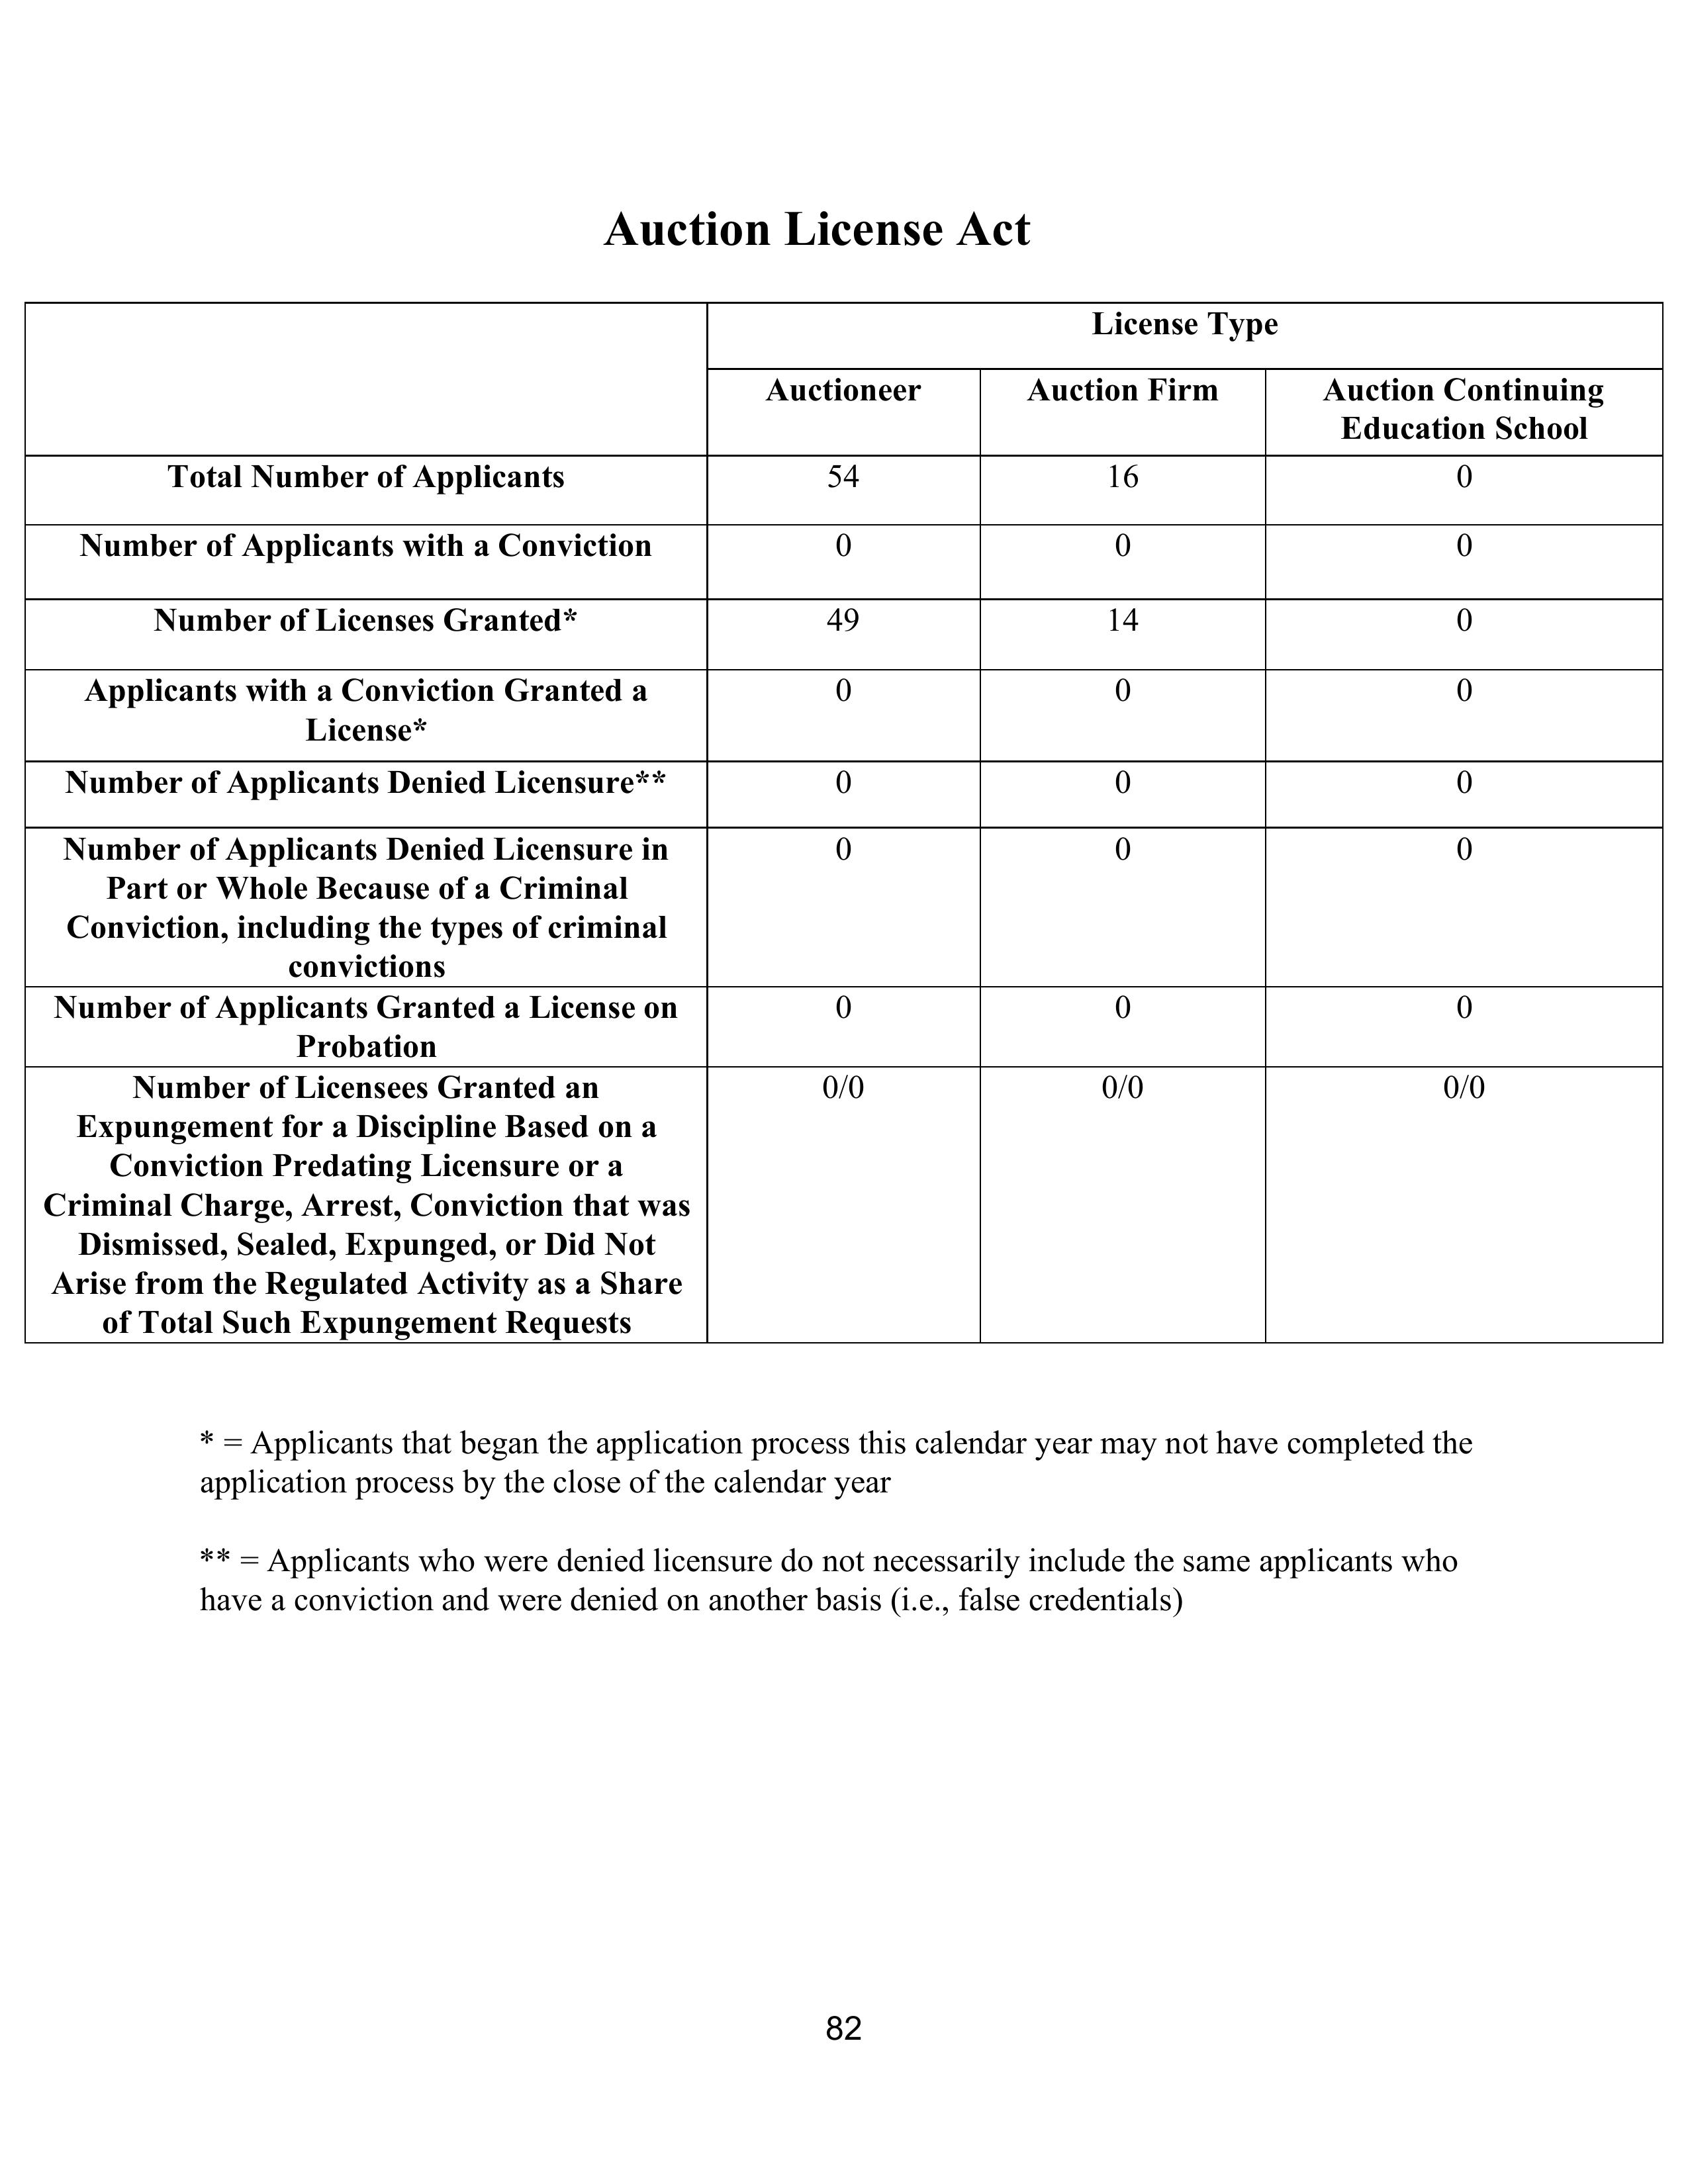 Auction License Act
License Type
Auctioneer Auction Firm Auction Continuing
Education School
Total Number of Applicants 54 16 0
Number of Applicants with a Conviction 0 0 0
Number of Licenses Granted* 49 14 0
Applicants with a Conviction Granted a 0 0 0
License*
Number of Applicants Denied Licensure** 0 0 0
Number of Applicants Denied Licensure in 0 0 0
Part or Whole Because of a Criminal
Conviction, including the types of criminal
convictions
Number of Applicants Granted a License on 0 0 0
Probation
Number of Licensees Granted an 0/0 0/0 0/0
Expungement for a Discipline Based on a
Conviction Predating Licensure or a
Criminal Charge, Arrest, Conviction that was
Dismissed, Sealed, Expunged, or Did Not
Arise from the Regulated Activity as a Share
of Total Such Expungement Requests
* = Applicants that began the application process this calendar year may not have completed the
application process by the close of the calendar year
** = Applicants who were denied licensure do not necessarily include the same applicants who
have a conviction and were denied on another basis (i.e., false credentials)
82